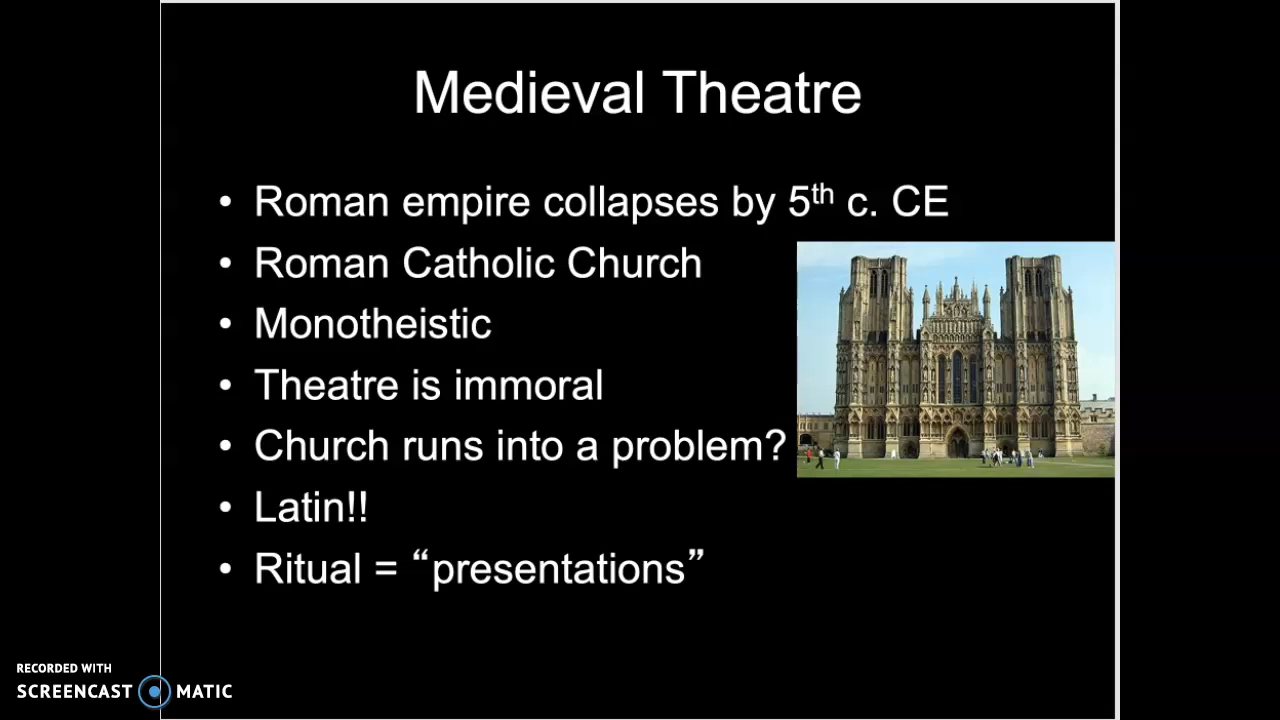 Medieval Theatre
• Roman empire collapses by 5th c. CE
• Roman Catholic Church
• Monotheistic
• Theatre is immoral
• Church runs into a problem?
• Latin!!
• Ritual = “presentations”
RECORDED WITH
SCREENCAST MATIC